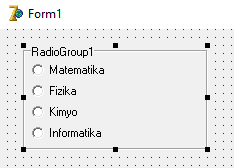 Form1
RadioGroup1
Matematika
Fizika
Kimyo
Informatika